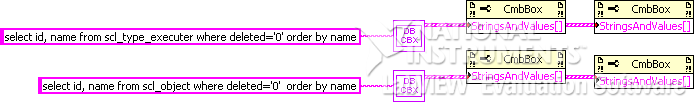 CmbBox
CmbBox
select id, name from scl_type_executer where deleted='0' order by name
DB
CBX
StringsAndValues[]
StringsAndValues[]
NATIONAL
INSTRUMENTS
LabVIEW Evaluation Software
CmbBox
CmbBox
select id, name from scl_object where deleted='0'  order by name
DB
CBX
StringsAndValues[]
StringsAndValues[]